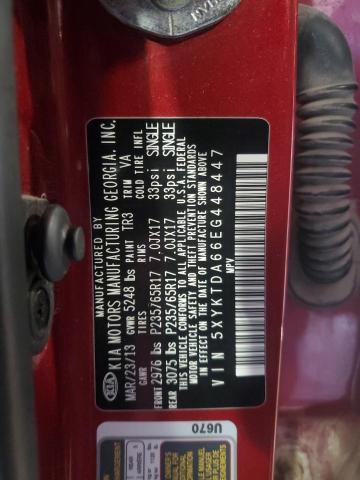 MANUFACTURED BY
KIA KIA MOTORS MANUFACTURING GEORGIA, INC.
MAR/23/13 GVWR 5248 lbs PAINT TR3 TRIM VA
GAWR TIRES RIMS COLD TIRE INFL
FRONT 2976 lbs P235/65R17 7.0JX17 33psi SINGLE
REAR 3075 lbs P235/65R17 7.0JX17 33psi SINGLE
THIS VEHICLE CONFORMS TO ALL APPLICABLE U.S.A. FEDERAL
MOTOR VEHICLE SAFETY AND THEFT PREVENTION STANDARDS
IN EFFECT ON THE DATE OF MANUFACTURE SHOWN ABOVE
VIN 5XYKTDA66EG448447
MPV
U670